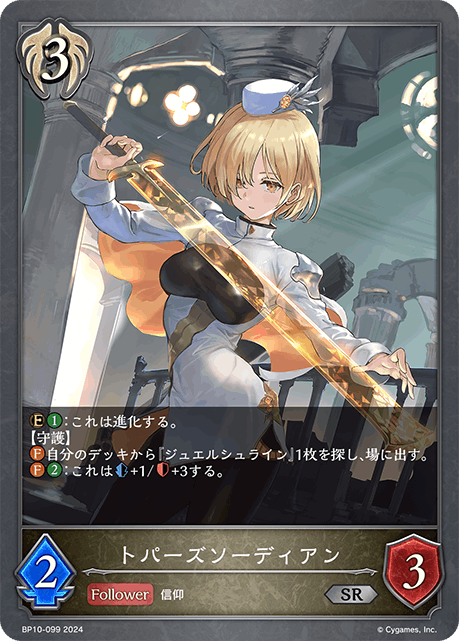 3
E 1:これは進化する。
【守護】
F 自分のデッキから『ジュエルシュライン』1枚を探し、場に出す。
F 2:これは+1/+3する。
トパーズソーディアン
2
Follower 信仰
SR
3
BP10-099 2024
© Cygames, Inc.